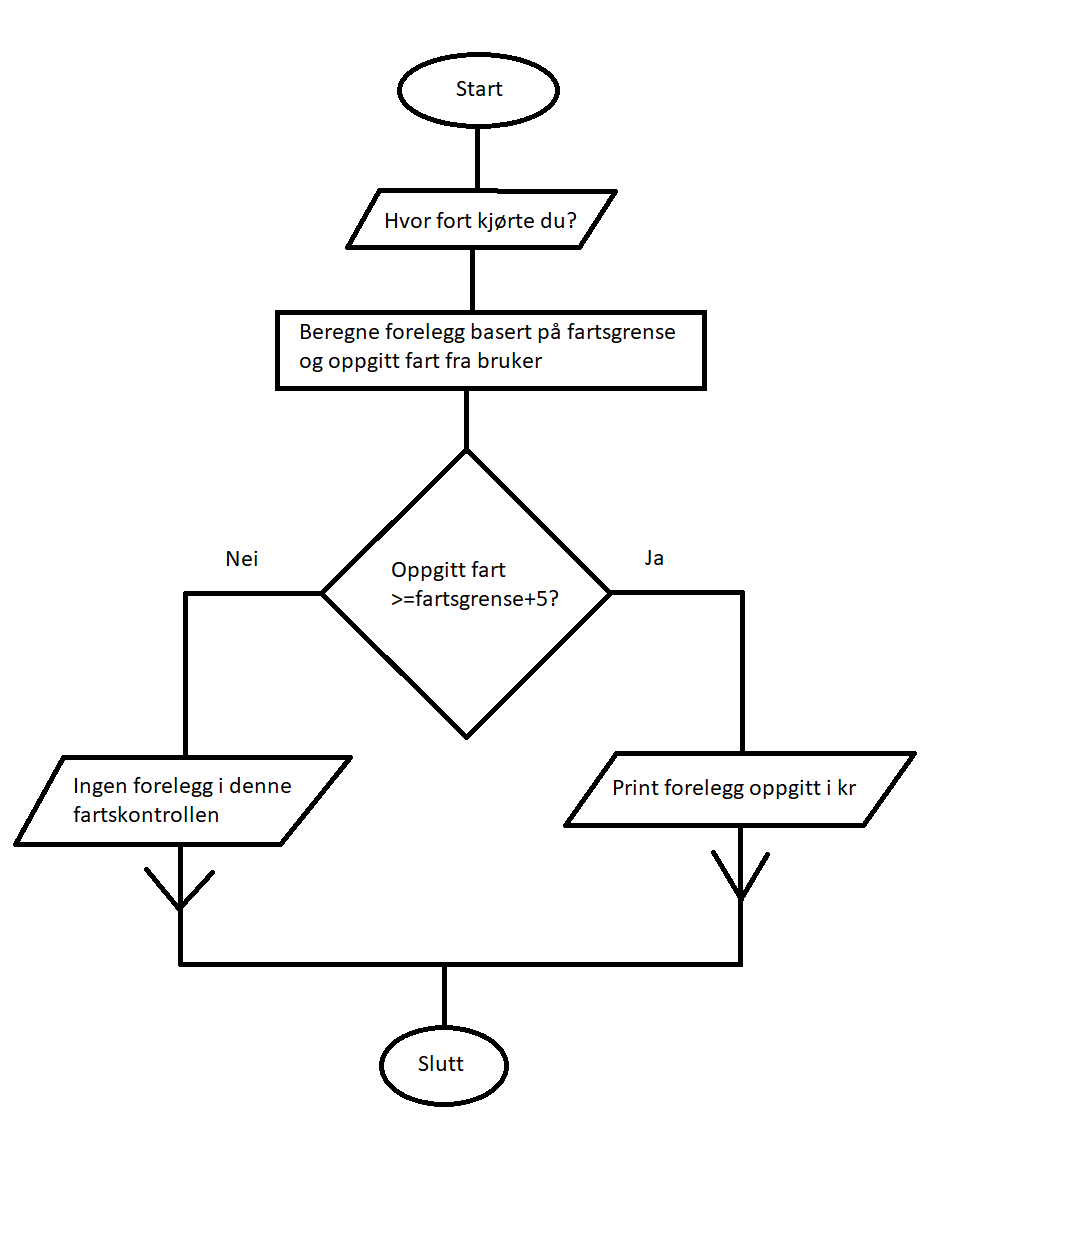 Start
Hvor fort kjørte du?
Beregne forelegg basert på fartsgrense
og oppgitt fart fra bruker
Nei
Ja
Oppgitt fart
>=fartsgrense+5?
Ingen forelegg i denne
fartskontrollen
Print forelegg oppgitt i kr
Slutt